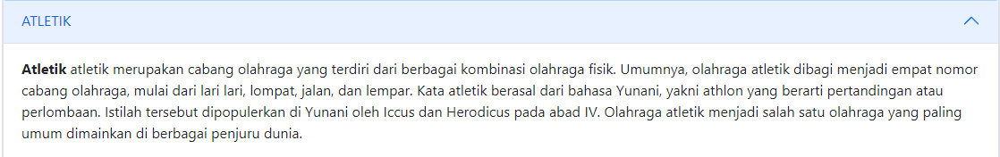 ATLETIK
Atletik atletik merupakan cabang olahraga yang terdiri dari berbagai kombinasi olahraga fisik. Umumnya, olahraga atletik dibagi menjadi empat nomor
cabang olahraga, mulai dari lari lari, lompat, jalan, dan lempar. Kata atletik berasal dari bahasa Yunani, yakni athlon yang berarti pertandingan atau
perlombaan. Istilah tersebut dipopulerkan di Yunani oleh Iccus dan Herodicus pada abad IV. Olahraga atletik menjadi salah satu olahraga yang paling
umum dimainkan di berbagai penjuru dunia.